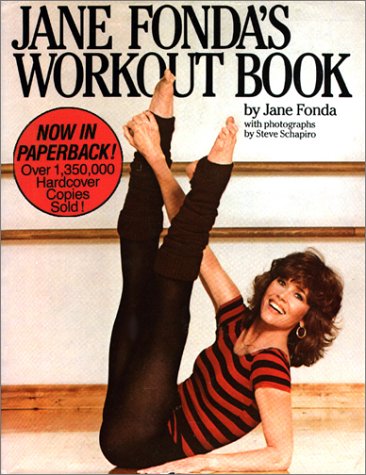 JANE FONDA'S
WORKOUT BOOK
by Jane Fonda
with photographs
by Steve Schapiro
NOW IN
PAPERBACK!
Over 1,350,000
Hardcover
Copies
Sold!